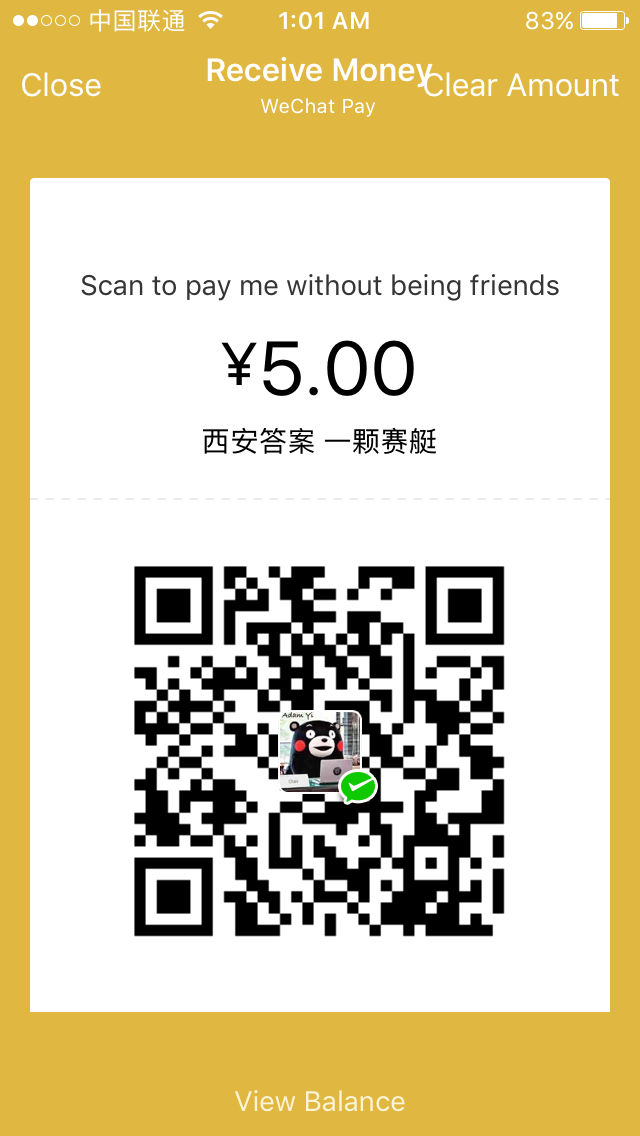 中国联通 1:01 AM 83%
Close Receive Money Clear Amount
WeChat Pay
Scan to pay me without being friends
¥5.00
西安答案 一颗赛艇
Adam Yi
View Balance